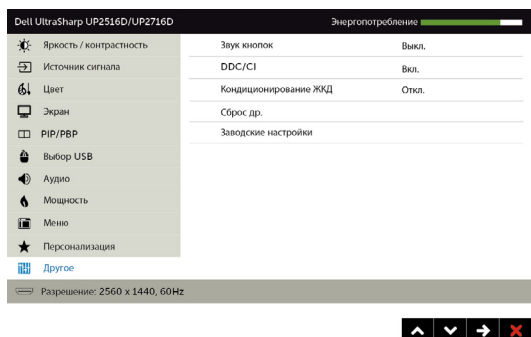 Dell UltraSharp UP2516D/UP2716D
Энергопотребление
Яркость / контрастность
Источник сигнала
Цвет
Экран
PIP/PBP
Выбор USB
Аудио
Мощность
Меню
Персонализация
Другое
Звук кнопок Выкл.
DDC/CI Вкл.
Кондиционирование ЖКД Откл.
Сброс др.
Заводские настройки
Разрешение: 2560 x 1440, 60Hz